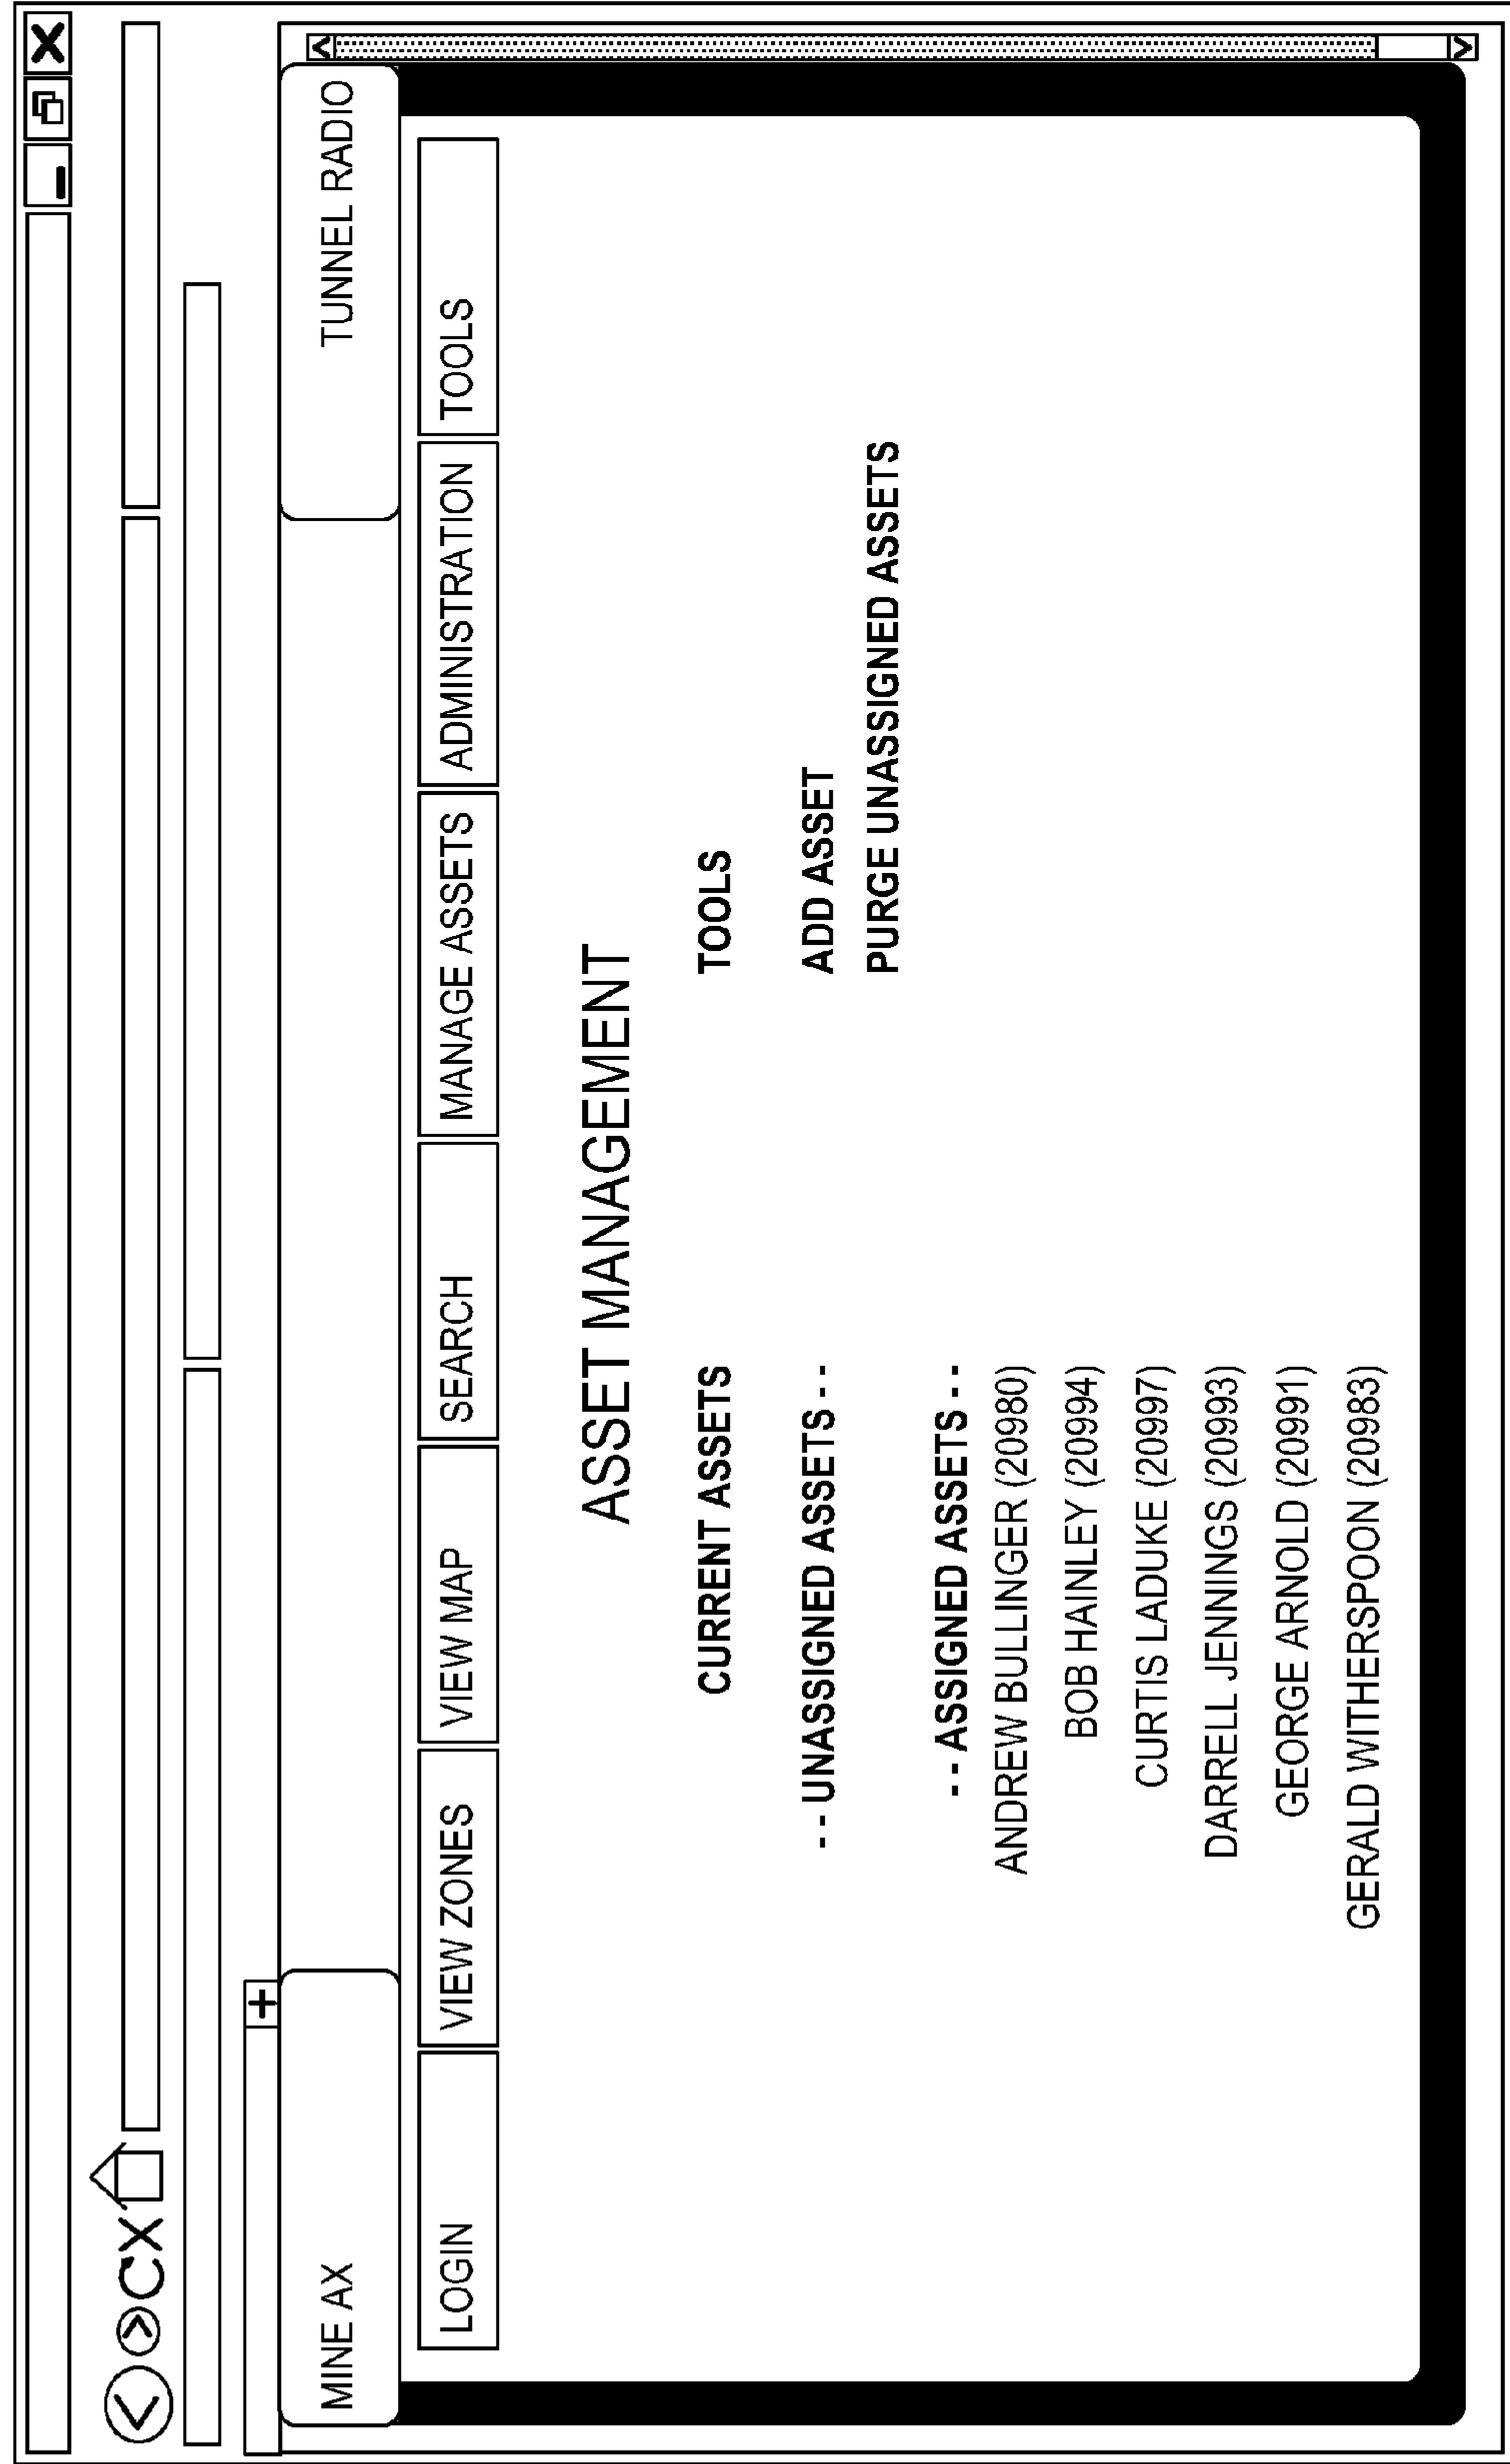 MINE AX TUNNEL RADIO
LOGIN VIEW ZONES VIEW MAP SEARCH MANAGE ASSETS ADMINISTRATION TOOLS
ASSET MANAGEMENT
CURRENT ASSETS TOOLS
-- UNASSIGNED ASSETS -- ADD ASSET
PURGE UNASSIGNED ASSETS
-- ASSIGNED ASSETS --
ANDREW BULLINGER (20980)
BOB HAINLEY (20994)
CURTIS LADUKE (20997)
DARRELL JENNINGS (20993)
GEORGE ARNOLD (20991)
GERALD WITHERSPOON (20983)